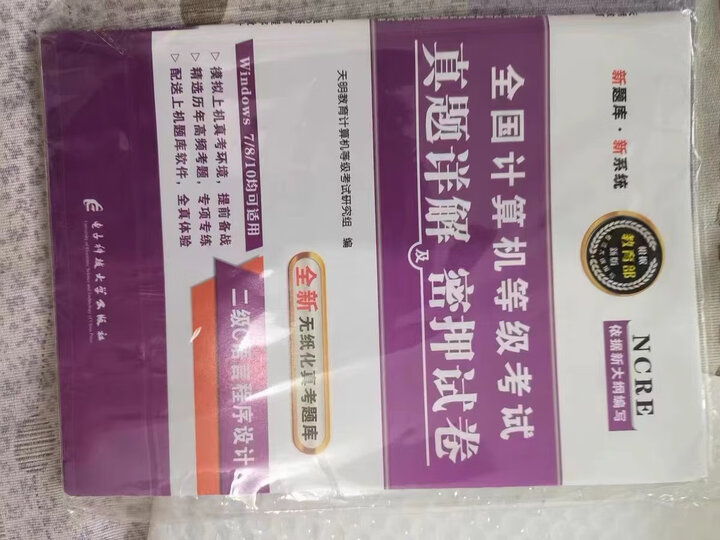 新题库·新系统
教育部
NCRE
依据新大纲编写
全国计算机等级考试
真题详解及密押试卷
天明教育计算机等级考试研究组 编
全新无纸化真考题库
Windows 7/8/10均可适用
▷模拟上机真考环境，提前备战
▷精选历年高频考题，专项专练
▷配送上机题库软件，全真体验
二级C语言程序设计
电子科技大学出版社